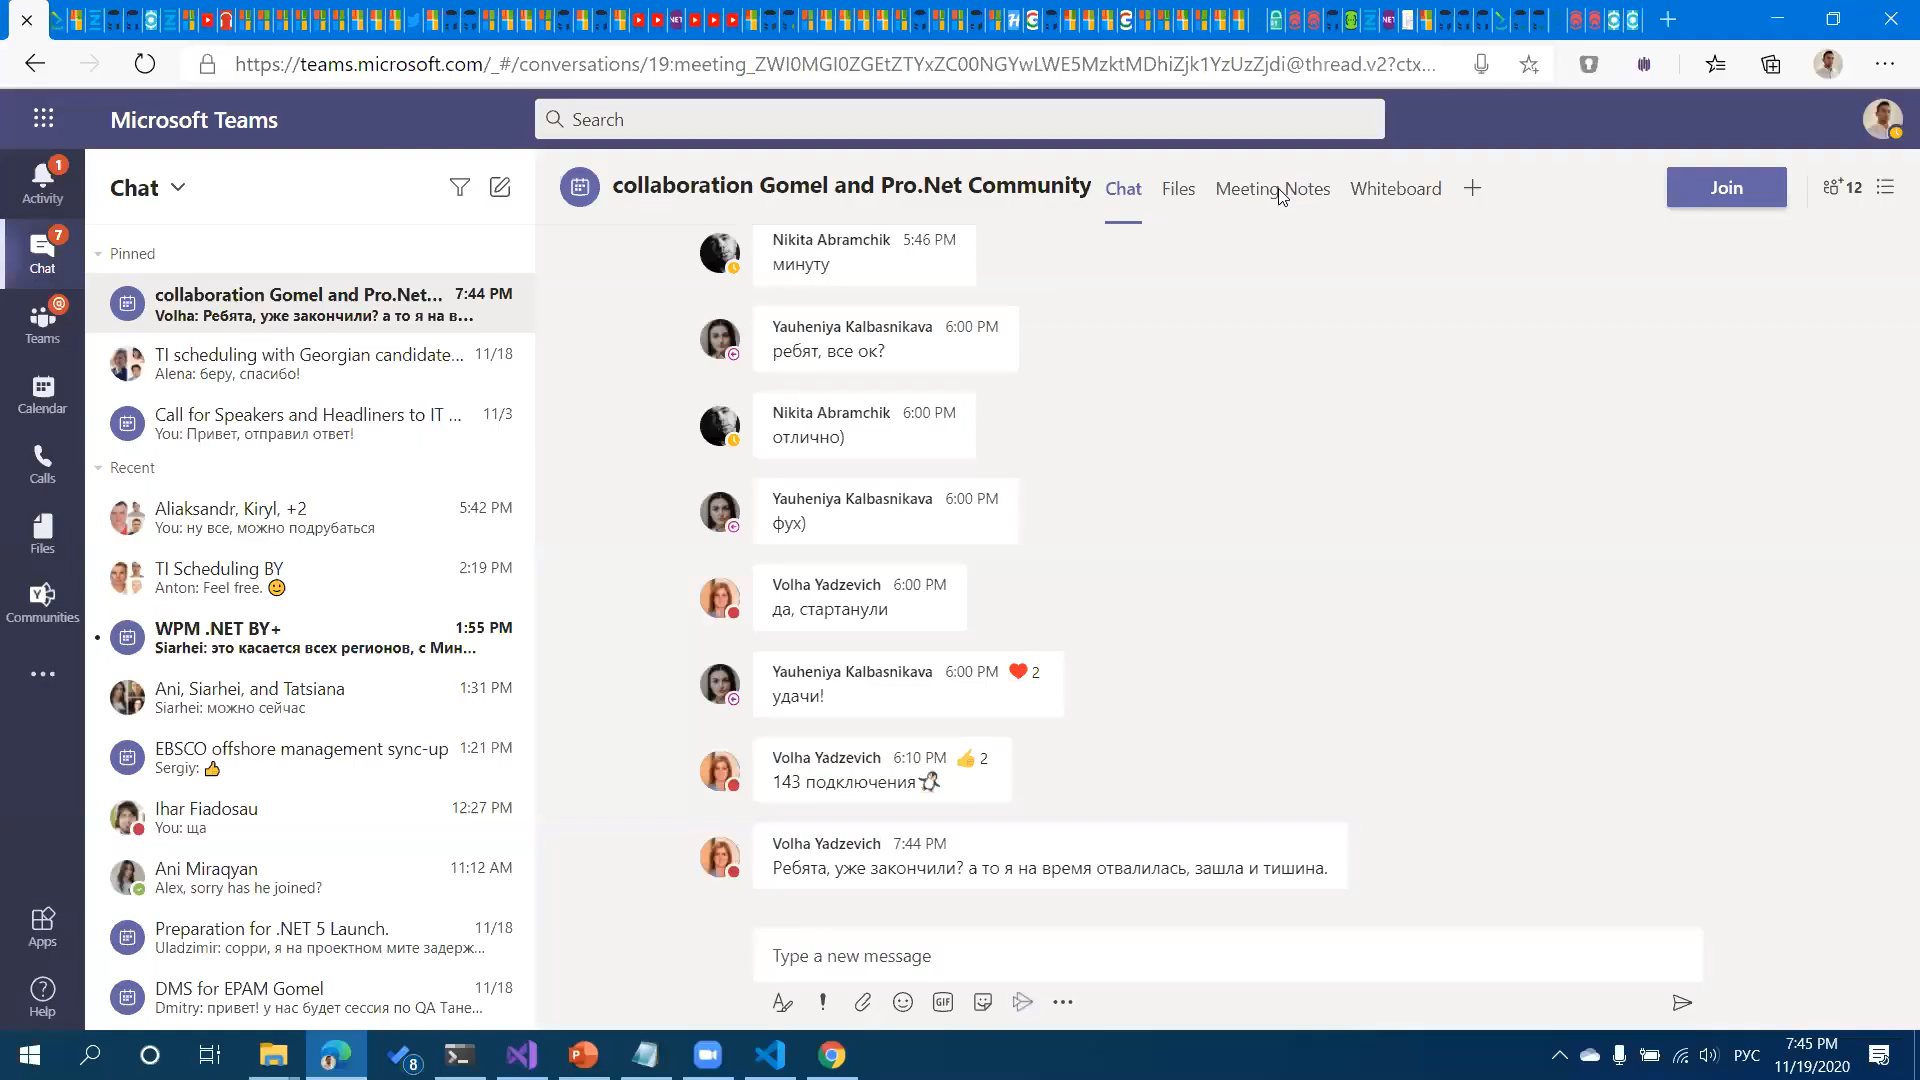 https://teams.microsoft.com/_#/conversations/19:meeting_ZWI0MGI0ZGEtZTYxZC00NGYwLWE5MzktMDhiZjk1YzUzZjdi@thread.v2?ctx...
Microsoft Teams
Search
1
Activity
7
Chat
@
Teams
Calendar
Calls
Files
Communities
Apps
Help
Chat
Pinned
collaboration Gomel and Pro.Net... 7:44 PM
Volha: Ребята, уже закончили? а то я на в...
TI scheduling with Georgian candidate... 11/18
Alena: беру, спасибо!
Call for Speakers and Headliners to IT ... 11/3
You: Привет, отправил ответ!
Recent
Aliaksandr, Kiryl, +2 5:42 PM
You: ну все, можно подрубаться
TI Scheduling BY 2:19 PM
Anton: Feel free. 🙂
WPM .NET BY+ 1:55 PM
Siarhei: это касается всех регионов, с Мин...
Ani, Siarhei, and Tatsiana 1:31 PM
Siarhei: можно сейчас
EBSCO offshore management sync-up 1:21 PM
Sergiy: 👍
Ihar Fiadosau 12:27 PM
You: ща
Ani Miraqyan 11:12 AM
Alex, sorry has he joined?
Preparation for .NET 5 Launch. 11/18
Uladzimir: сорри, я на проектном мите задерж...
DMS for EPAM Gomel 11/18
Dmitry: привет! у нас будет сессия по QA Тане...
collaboration Gomel and Pro.Net Community Chat Files Meeting Notes Whiteboard
Join 12
Nikita Abramchik 5:46 PM
минуту
Yauheniya Kalbasnikava 6:00 PM
ребят, все ок?
Nikita Abramchik 6:00 PM
отлично)
Yauheniya Kalbasnikava 6:00 PM
фух)
Volha Yadzevich 6:00 PM
да, стартанули
Yauheniya Kalbasnikava 6:00 PM ❤️ 2
удачи!
Volha Yadzevich 6:10 PM 👍 2
143 подключения🐧
Volha Yadzevich 7:44 PM
Ребята, уже закончили? а то я на время отвалилась, зашла и тишина.
Type a new message
GIF
8
РУС
7:45 PM
11/19/2020